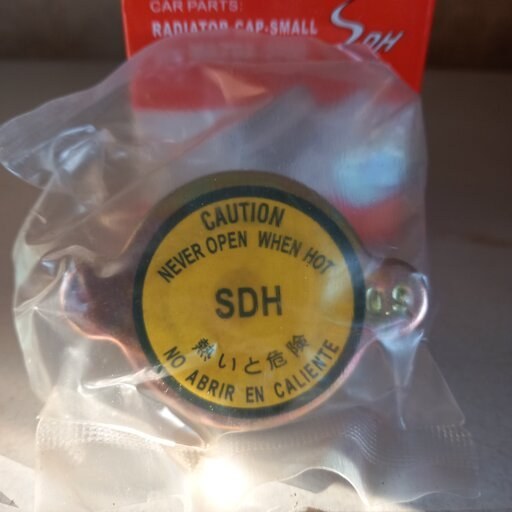 CAR PARTS:
RADIATOR CAP-SMALL
SDH
CAUTION
NEVER OPEN WHEN HOT
SDH
熱いと危険
NO ABRIR EN CALIENTE